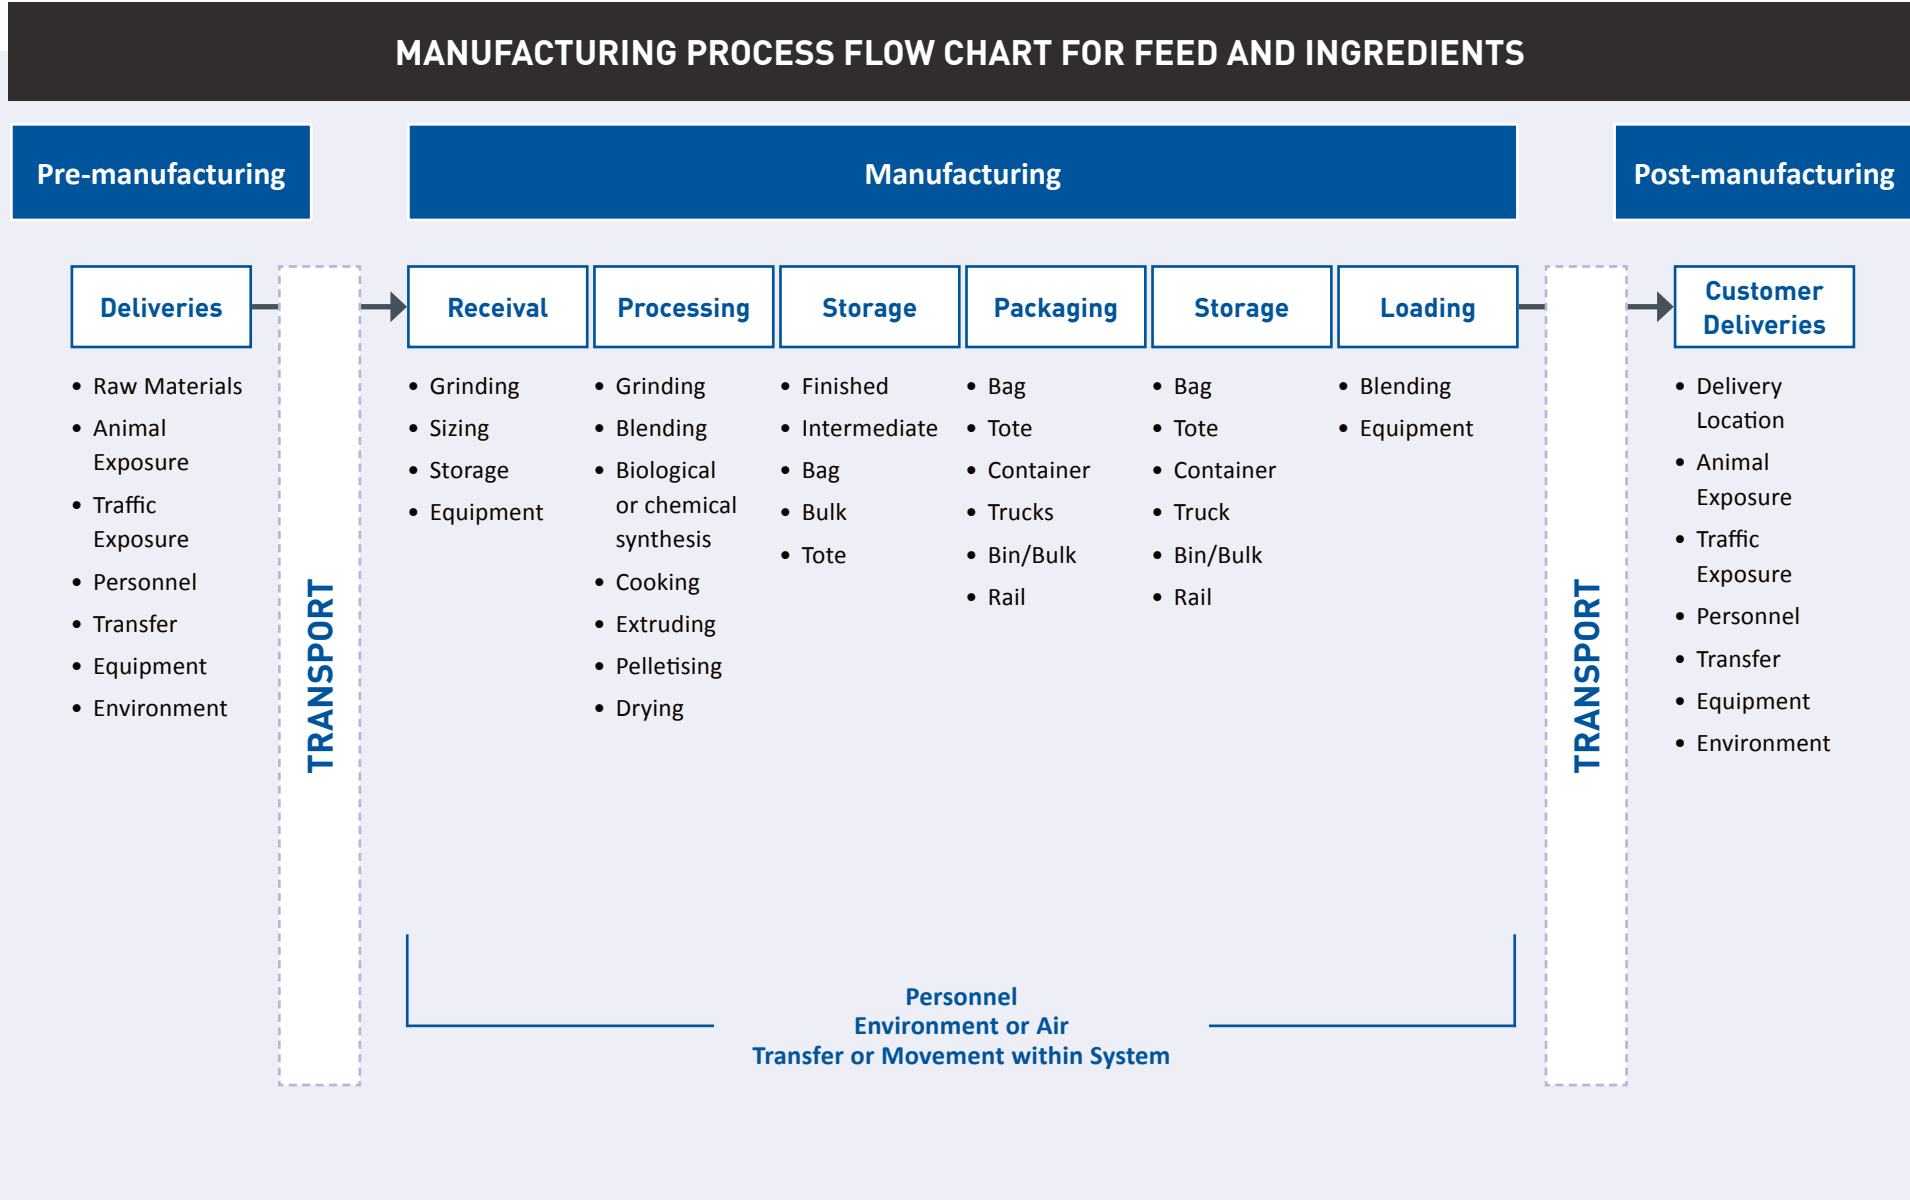 MANUFACTURING PROCESS FLOW CHART FOR FEED AND INGREDIENTS
Pre-manufacturing
Manufacturing
Post-manufacturing
Deliveries
• Raw Materials
• Animal
Exposure
• Traffic
Exposure
• Personnel
• Transfer
• Equipment
• Environment
TRANSPORT
Receival
• Grinding
• Sizing
• Storage
• Equipment
Processing
• Grinding
• Blending
• Biological
or chemical
synthesis
• Cooking
• Extruding
• Pelletising
• Drying
Storage
• Finished
• Intermediate
• Bag
• Bulk
• Tote
Packaging
• Bag
• Tote
• Container
• Trucks
• Bin/Bulk
• Rail
Storage
• Bag
• Tote
• Container
• Truck
• Bin/Bulk
• Rail
Loading
• Blending
• Equipment
Personnel
Environment or Air
Transfer or Movement within System
TRANSPORT
Customer
Deliveries
• Delivery
Location
• Animal
Exposure
• Traffic
Exposure
• Personnel
• Transfer
• Equipment
• Environment